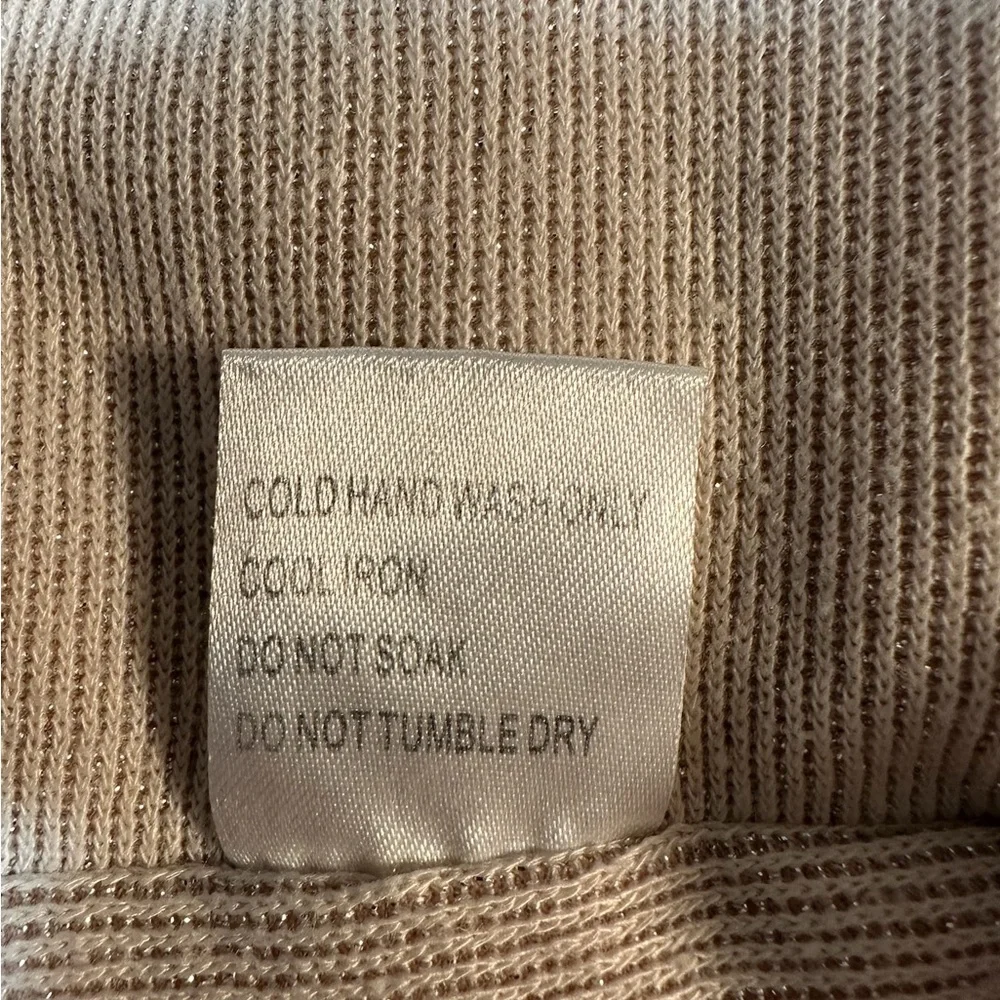 COLD HAND WASH ONLY
COOL IRON
DO NOT SOAK
DO NOT TUMBLE DRY